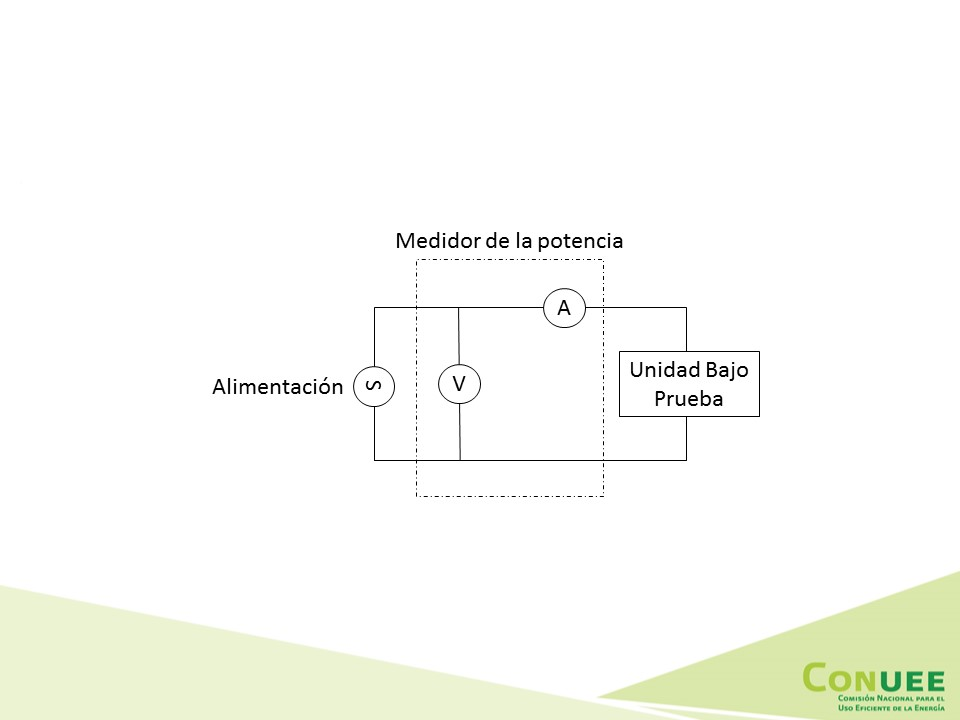 Medidor de la potencia
A
Unidad Bajo
Prueba
Alimentación
S
V
CONUEE
COMISIÓN NACIONAL PARA EL
USO EFICIENTE DE LA ENERGÍA